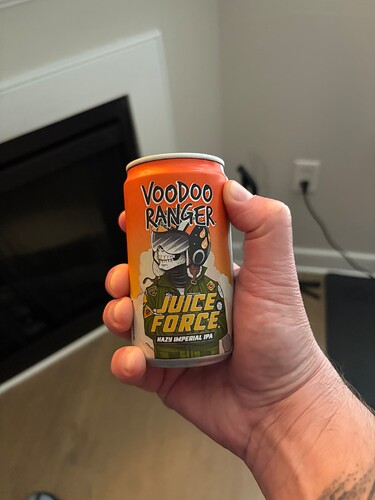 VOODOO
RANGER
JUICE
FORCE
HAZY IMPERIAL IPA